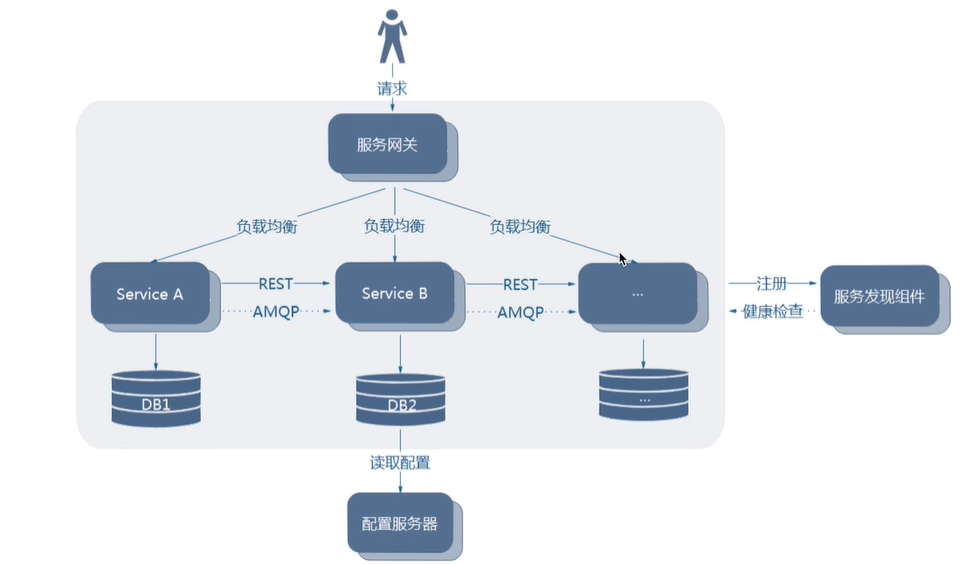 请求
服务网关
负载均衡
负载均衡
负载均衡
Service A
REST
AMQP
Service B
REST
AMQP
...
注册
健康检查
服务发现组件
DB1
DB2
...
读取配置
配置服务器